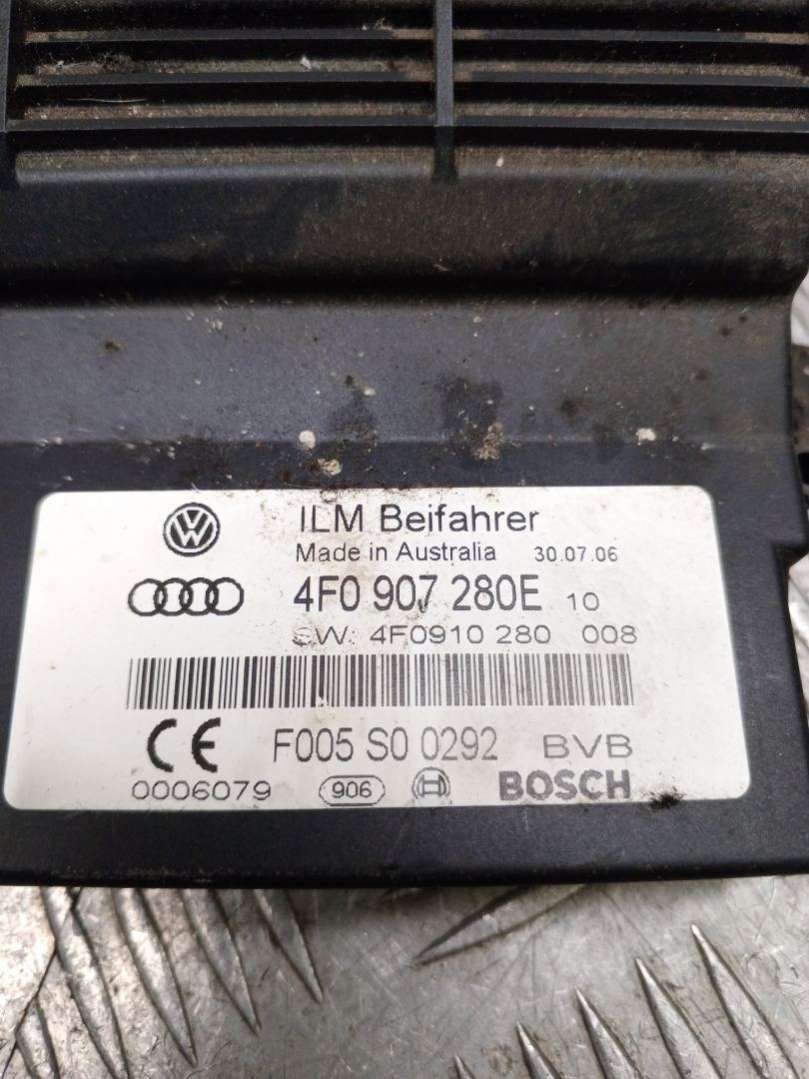 ILM Beifahrer
Made in Australia 30.07.06
4F0 907 280E 10
SW: 4F0910 280 008
CE F005 S0 0292 BVB
0006079 906 BOSCH